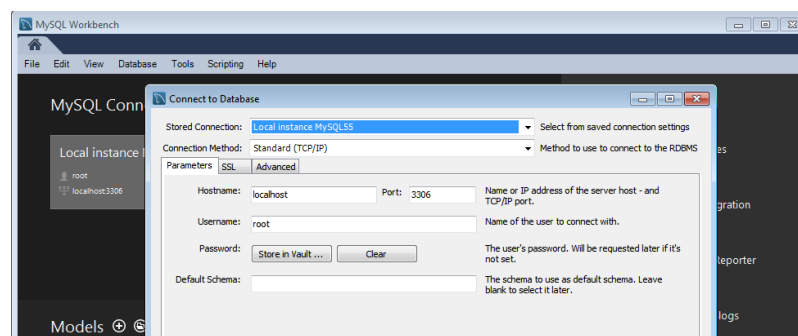 MySQL Workbench
File Edit View Database Tools Scripting Help
MySQL Conn
Connect to Database
Stored Connection: Local instance MySQL55 Select from saved connection settings
Connection Method: Standard (TCP/IP) Method to use to connect to the RDBMS
Parameters SSL Advanced
Hostname: localhost Port: 3306 Name or IP address of the server host - and
TCP/IP port.
Username: root Name of the user to connect with.
Password: Store in Vault ... Clear The user's password. Will be requested later if it's
not set.
Default Schema: The schema to use as default schema. Leave
blank to select it later.
Local instance
root
localhost:3306
es
gration
Reporter
logs
Models